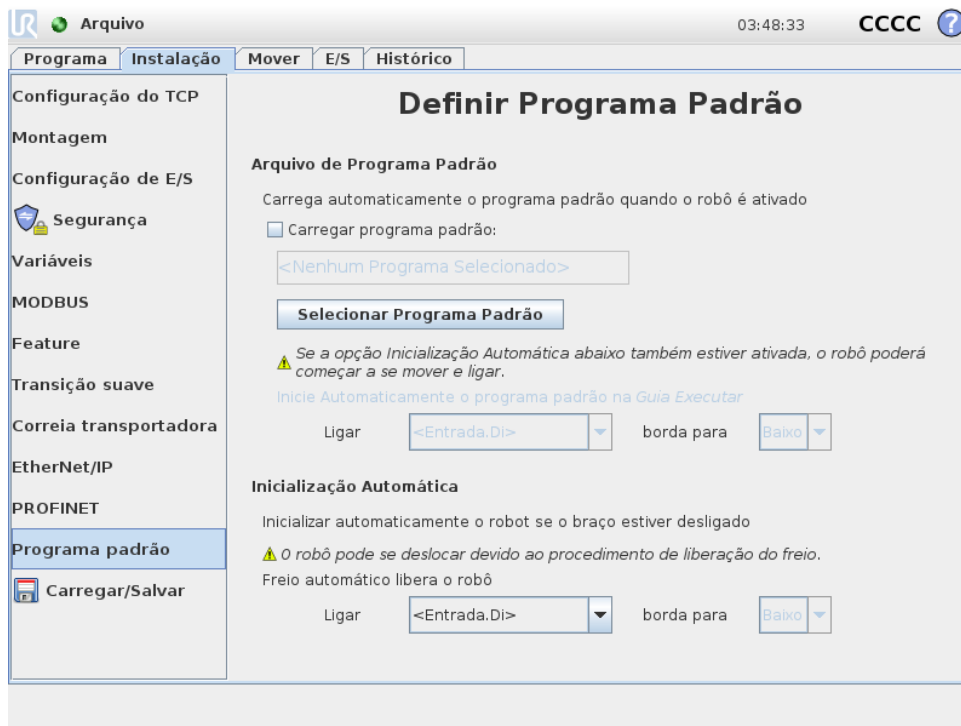 UR
Arquivo
03:48:33
CCCC
?
Programa
Instalação
Mover
E/S
Histórico
Configuração do TCP
Montagem
Configuração de E/S
Segurança
Variáveis
MODBUS
Feature
Transição suave
Correia transportadora
EtherNet/IP
PROFINET
Programa padrão
Carregar/Salvar
Definir Programa Padrão
Arquivo de Programa Padrão
Carrega automaticamente o programa padrão quando o robô é ativado
Carregar programa padrão:
<Nenhum Programa Selecionado>
Selecionar Programa Padrão
Se a opção Inicialização Automática abaixo também estiver ativada, o robô poderá
começar a se mover e ligar.
Inicie Automaticamente o programa padrão na Guia Executar
Ligar <Entrada.Di> borda para Baixo
Inicialização Automática
Inicializar automaticamente o robot se o braço estiver desligado
O robô pode se deslocar devido ao procedimento de liberação do freio.
Freio automático libera o robô
Ligar <Entrada.Di> borda para Baixo